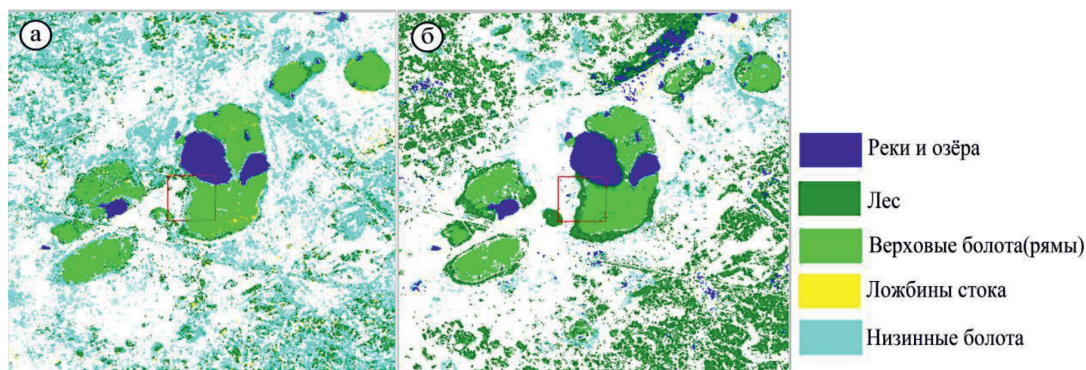 а
б
Реки и озёра
Лес
Верховые болота(рямы)
Ложбины стока
Низинные болота